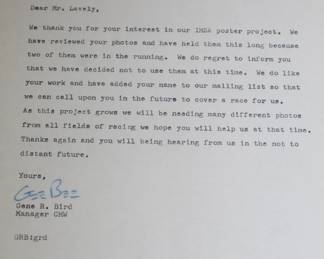 Dear Mr. Lovely,
We thank you for your interest in our IMSA poster project. We
have reviewed your photos and have held them this long because
two of them were in the running. We do regret to inform you
that we have decided not to use them at this time. We do like
your work and have added your name to our mailing list so that
we can call upon you in the future to cover a race for us.
As this project grows we will be needing many different photos
from all fields of racing we hope you will help us at that time.
Thanks again and you will being hearing from us in the not to
distant future.
Yours,
Gene R. Bird
Manager CHW
GRB:grd